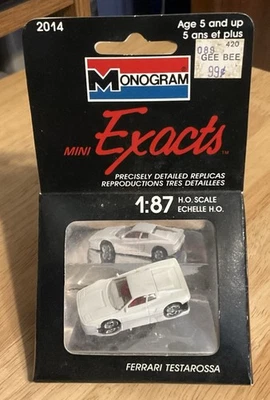 2014
Age 5 and up
5 ans et plus
088 420
GEE BEE
99¢
MONOGRAM
MINI Exacts™
PRECISELY DETAILED REPLICAS
REPRODUCTIONS TRES DETAILLEES
1:87 H.O. SCALE
ECHELLE H.O.
FERRARI TESTAROSSA